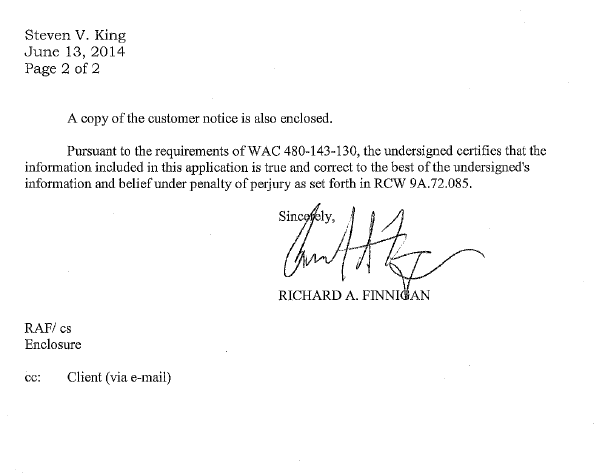 Steven V. King
June 13, 2014
Page 2 of 2
A copy of the customer notice is also enclosed.
Pursuant to the requirements of WAC 480-143-130, the undersigned certifies that the
information included in this application is true and correct to the best of the undersigned's
information and belief under penalty of perjury as set forth in RCW 9A.72.085.
Sincerely,
RICHARD A. FINNIGAN
RAF/ cs
Enclosure
cc: Client (via e-mail)